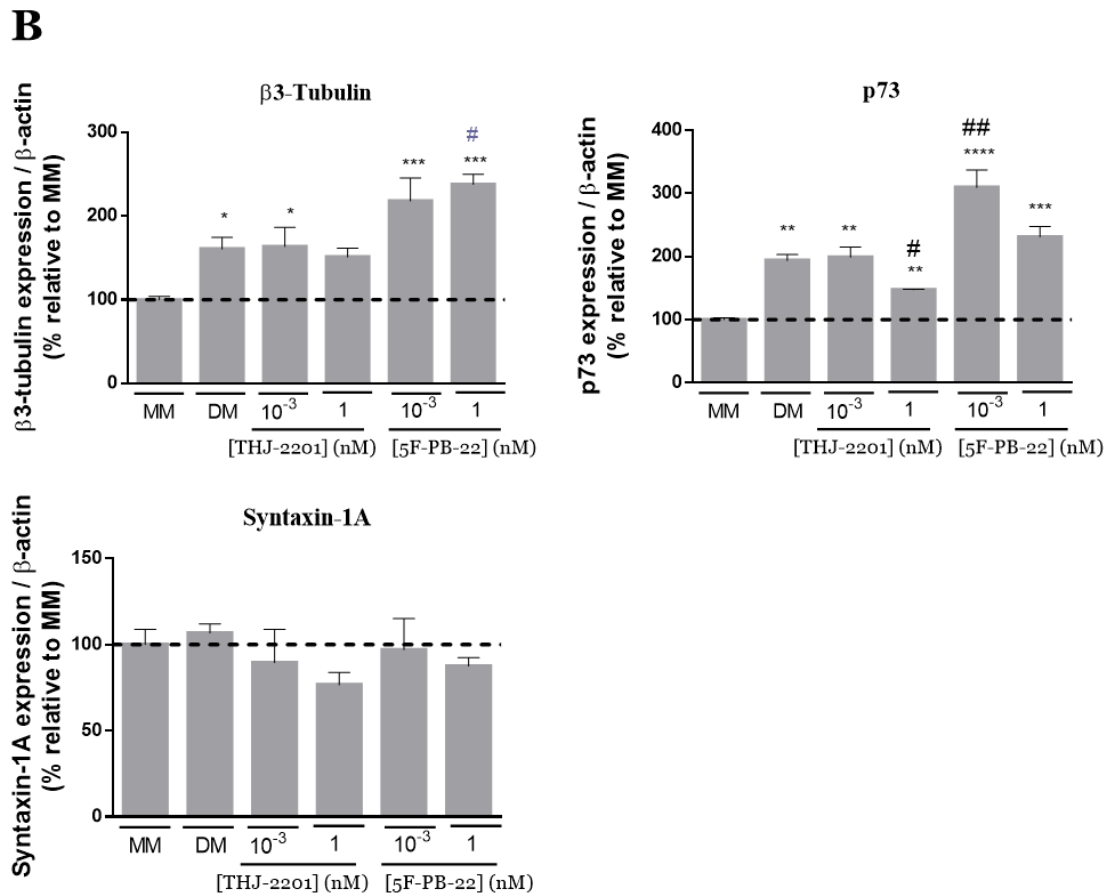 B
β3-Tubulin
β3-tubulin expression / β-actin
(% relative to MM)
300
200
100
0
*
*
***
#
***
MM DM 10⁻³ 1 10⁻³ 1
[THJ-2201] (nM) [5F-PB-22] (nM)
p73
p73 expression / β-actin
(% relative to MM)
400
300
200
100
0
**
**
#
**
##
****
***
MM DM 10⁻³ 1 10⁻³ 1
[THJ-2201] (nM) [5F-PB-22] (nM)
Syntaxin-1A
Syntaxin-1A expression / β-actin
(% relative to MM)
150
100
50
0
MM DM 10⁻³ 1 10⁻³ 1
[THJ-2201] (nM) [5F-PB-22] (nM)